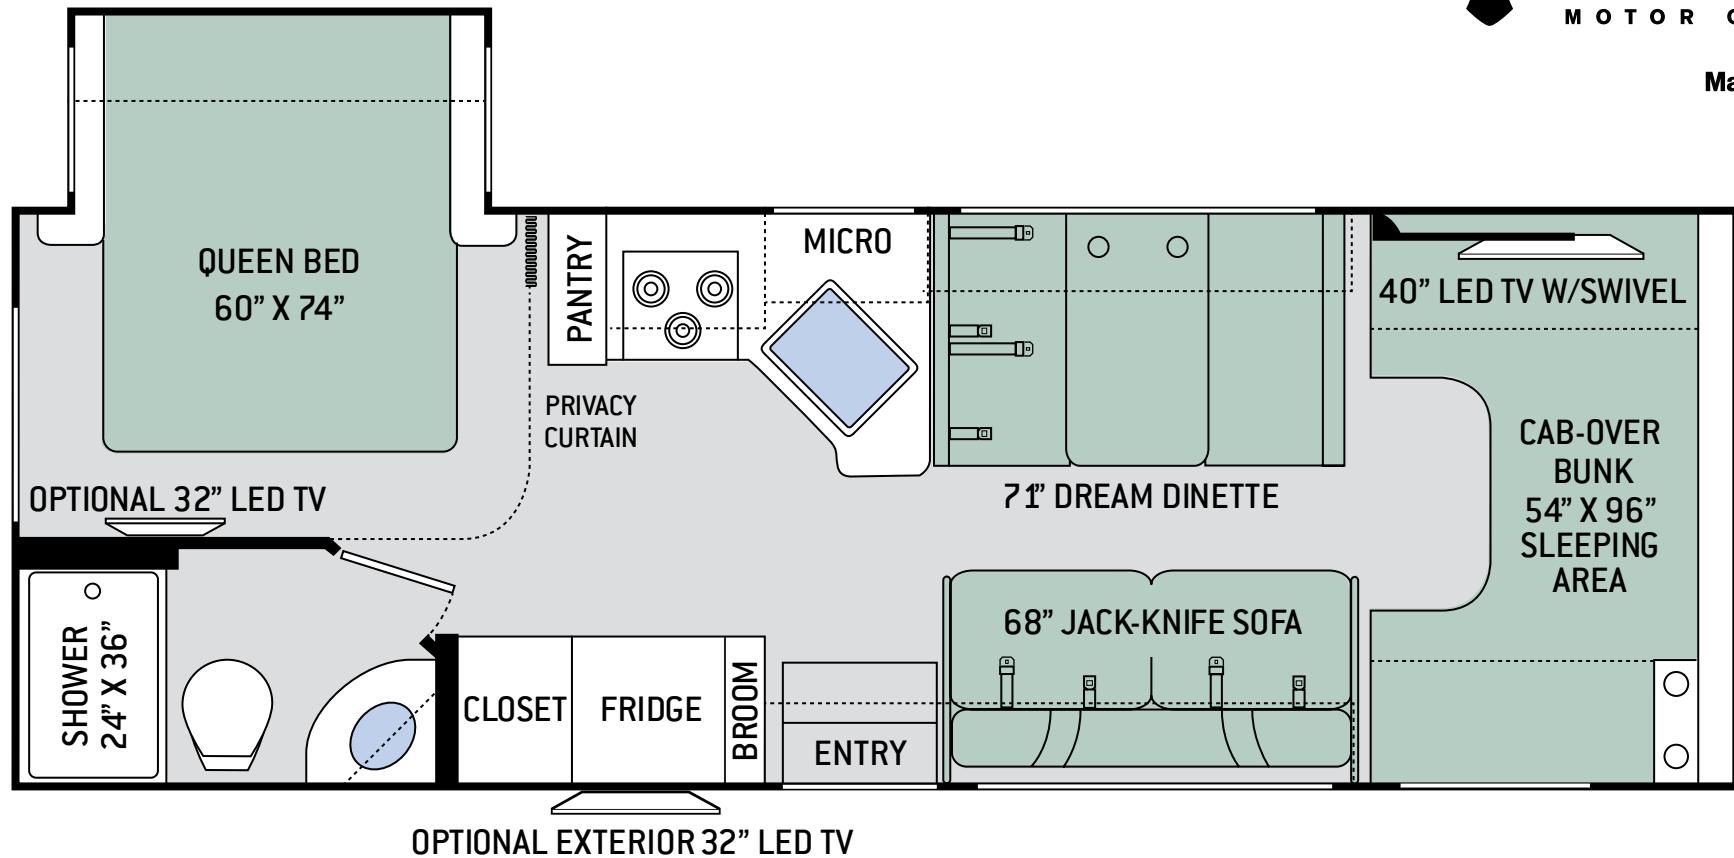 MOTOR
Ma
QUEEN BED
60” X 74”
PANTRY
MICRO
40” LED TV W/SWIVEL
PRIVACY
CURTAIN
CAB-OVER
BUNK
54” X 96”
SLEEPING
AREA
OPTIONAL 32” LED TV
71” DREAM DINETTE
68” JACK-KNIFE SOFA
SHOWER
24” X 36”
CLOSET
FRIDGE
BROOM
ENTRY
OPTIONAL EXTERIOR 32” LED TV